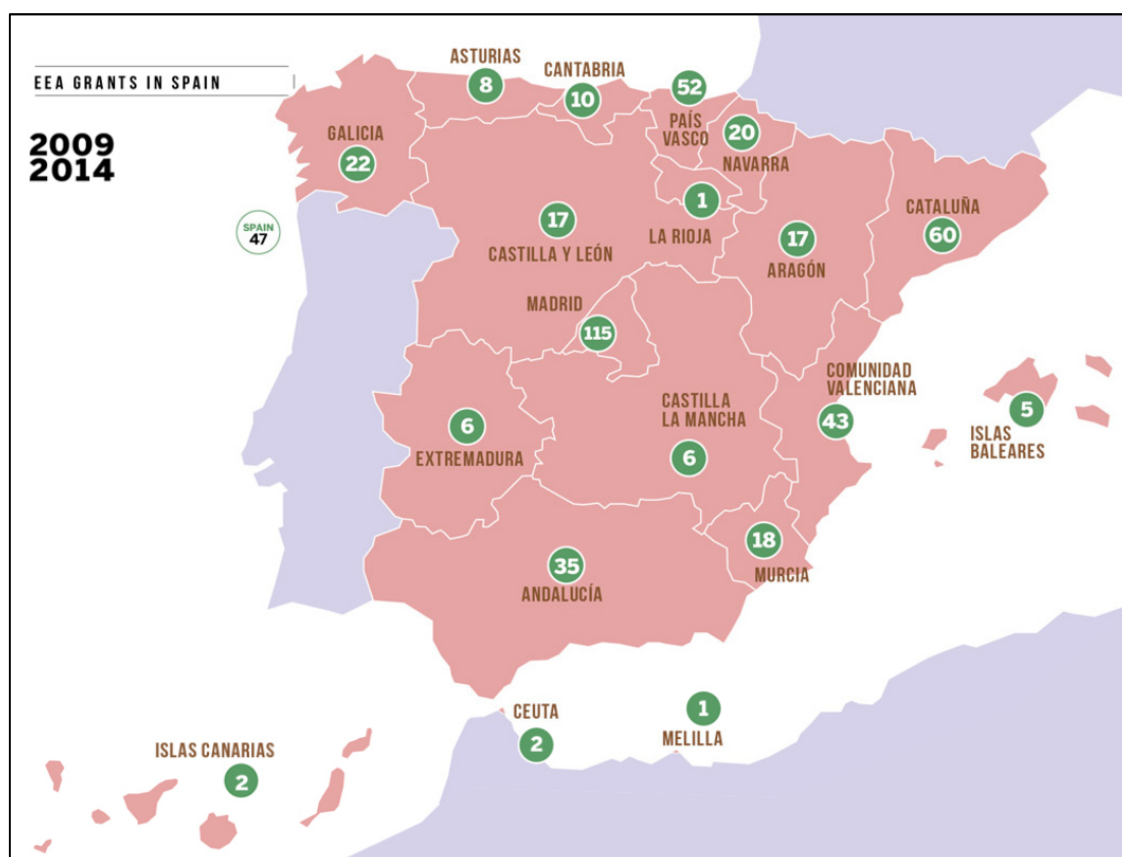 EEA GRANTS IN SPAIN
2009
2014
SPAIN
47
ASTURIAS
8
CANTABRIA
10
52
PAÍS
VASCO
20
NAVARRA
GALICIA
22
1
LA RIOJA
17
CASTILLA Y LEÓN
17
ARAGÓN
CATALUÑA
60
MADRID
115
COMUNIDAD
VALENCIANA
43
5
ISLAS
BALEARES
6
EXTREMADURA
CASTILLA
LA MANCHA
6
18
MURCIA
35
ANDALUCÍA
CEUTA
2
1
MELILLA
ISLAS CANARIAS
2